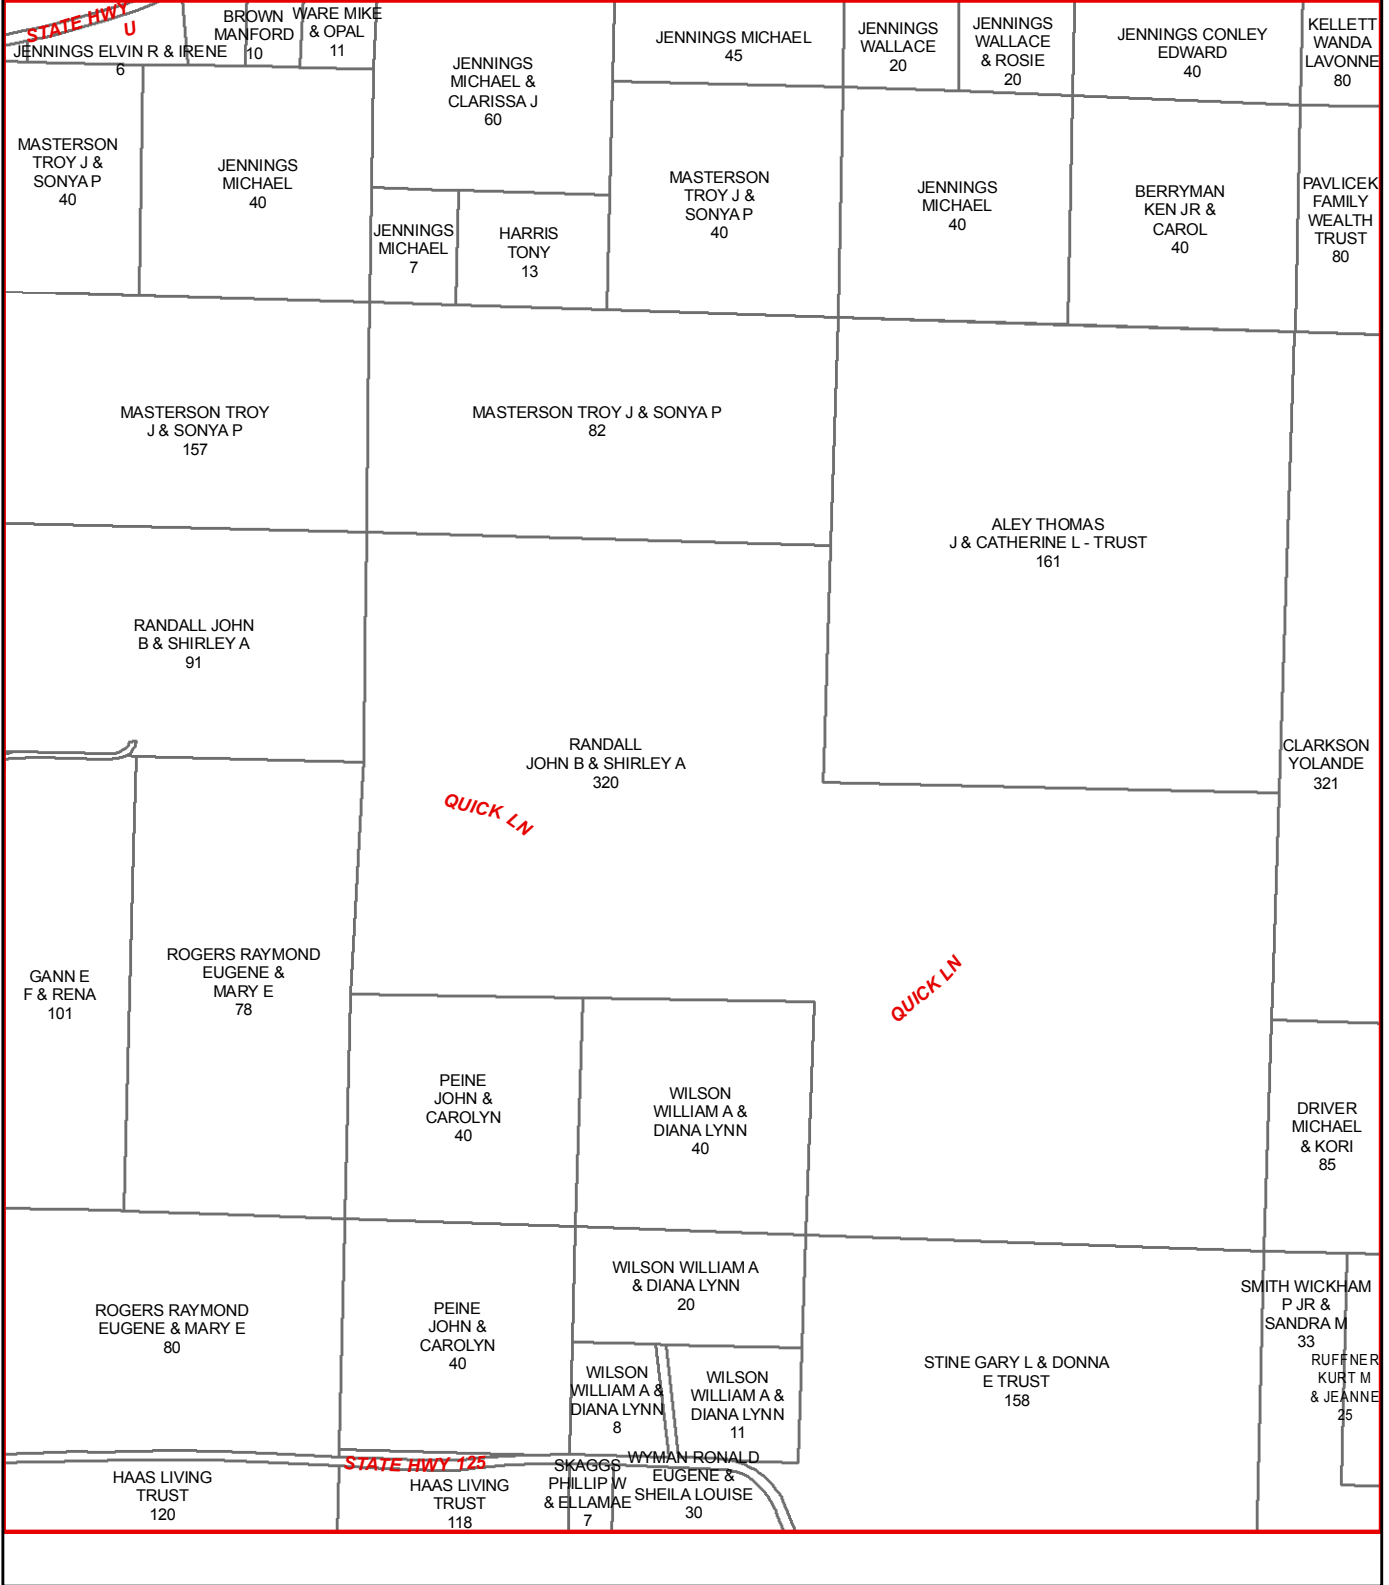 STATE HWY
U
JENNINGS ELVIN R & IRENE
6
BROWN
MANFORD
10
WARE MIKE
& OPAL
11
JENNINGS
MICHAEL &
CLARISSA J
60
JENNINGS MICHAEL
45
JENNINGS
WALLACE
20
JENNINGS
WALLACE
& ROSIE
20
JENNINGS CONLEY
EDWARD
40
KELLETT
WANDA
LAVONNE
80
MASTERSON
TROY J &
SONYA P
40
JENNINGS
MICHAEL
40
JENNINGS
MICHAEL
7
HARRIS
TONY
13
MASTERSON
TROY J &
SONYA P
40
JENNINGS
MICHAEL
40
BERRYMAN
KEN JR &
CAROL
40
PAVLICEK
FAMILY
WEALTH
TRUST
80
MASTERSON TROY
J & SONYA P
157
MASTERSON TROY J & SONYA P
82
ALEY THOMAS
J & CATHERINE L - TRUST
161
RANDALL JOHN
B & SHIRLEY A
91
RANDALL
JOHN B & SHIRLEY A
320
CLARKSON
YOLANDE
321
QUICK LN
QUICK LN
GANN E
F & RENA
101
ROGERS RAYMOND
EUGENE &
MARY E
78
PEINE
JOHN &
CAROLYN
40
WILSON
WILLIAM A &
DIANA LYNN
40
DRIVER
MICHAEL
& KORI
85
ROGERS RAYMOND
EUGENE & MARY E
80
PEINE
JOHN &
CAROLYN
40
WILSON WILLIAM A
& DIANA LYNN
20
WILSON
WILLIAM A &
DIANA LYNN
8
WILSON
WILLIAM A &
DIANA LYNN
11
STINE GARY L & DONNA
E TRUST
158
SMITH WICKHAM
P JR &
SANDRA M
33
RUFFNER
KURT M
& JEANNE
25
STATE HWY 125
HAAS LIVING
TRUST
120
HAAS LIVING
TRUST
118
SKAGGS
PHILLIP W
& ELLAMAE
7
WYMAN RONALD
EUGENE &
SHEILA LOUISE
30